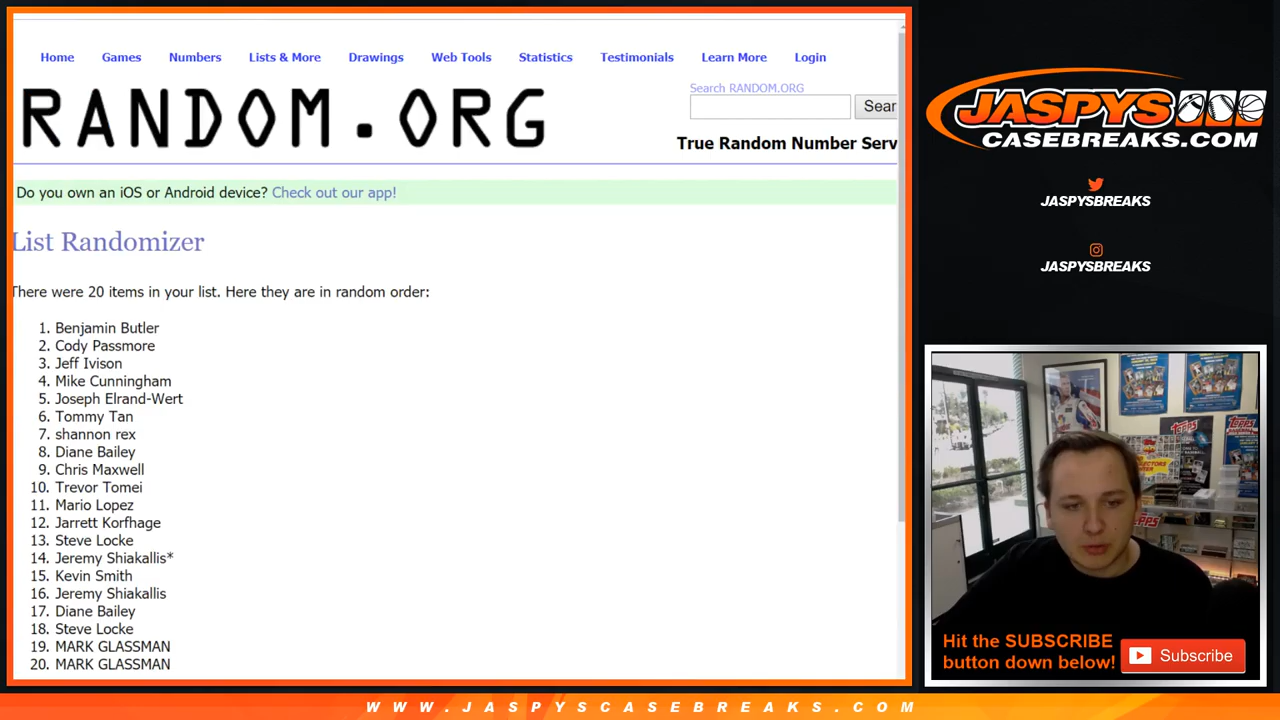 Home Games Numbers Lists & More Drawings Web Tools Statistics Testimonials Learn More Login
RANDOM.ORG
Search RANDOM.ORG
Sear
True Random Number Serv
Do you own an iOS or Android device? Check out our app!
List Randomizer
There were 20 items in your list. Here they are in random order:
1. Benjamin Butler
2. Cody Passmore
3. Jeff Ivison
4. Mike Cunningham
5. Joseph Elrand-Wert
6. Tommy Tan
7. shannon rex
8. Diane Bailey
9. Chris Maxwell
10. Trevor Tomei
11. Mario Lopez
12. Jarrett Korfhage
13. Steve Locke
14. Jeremy Shiakallis*
15. Kevin Smith
16. Jeremy Shiakallis
17. Diane Bailey
18. Steve Locke
19. MARK GLASSMAN
20. MARK GLASSMAN
JASPYS
CASEBREAKS.COM
JASPYSBREAKS
JASPYSBREAKS
TOPPS
TOPPS
Hit the SUBSCRIBE
button down below!
Subscribe
WWW.JASPYSCASEBREAKS.COM